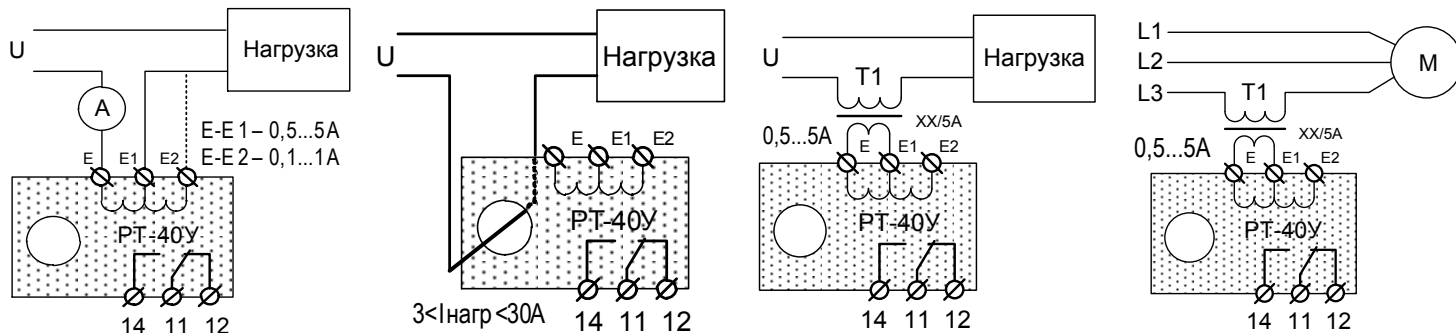 U
Нагрузка
A
E-E 1 – 0,5...5A
E-E 2 – 0,1...1A
E E1 E2
РТ-40У
14 11 12
U
Нагрузка
E E1 E2
РТ-40У
3<Iнагр <30A
14 11 12
U
Нагрузка
T1
XX/5A
0,5...5A
E E1 E2
РТ-40У
14 11 12
L1
L2
L3
M
T1
XX/5A
0,5...5A
E E1 E2
РТ-40У
14 11 12